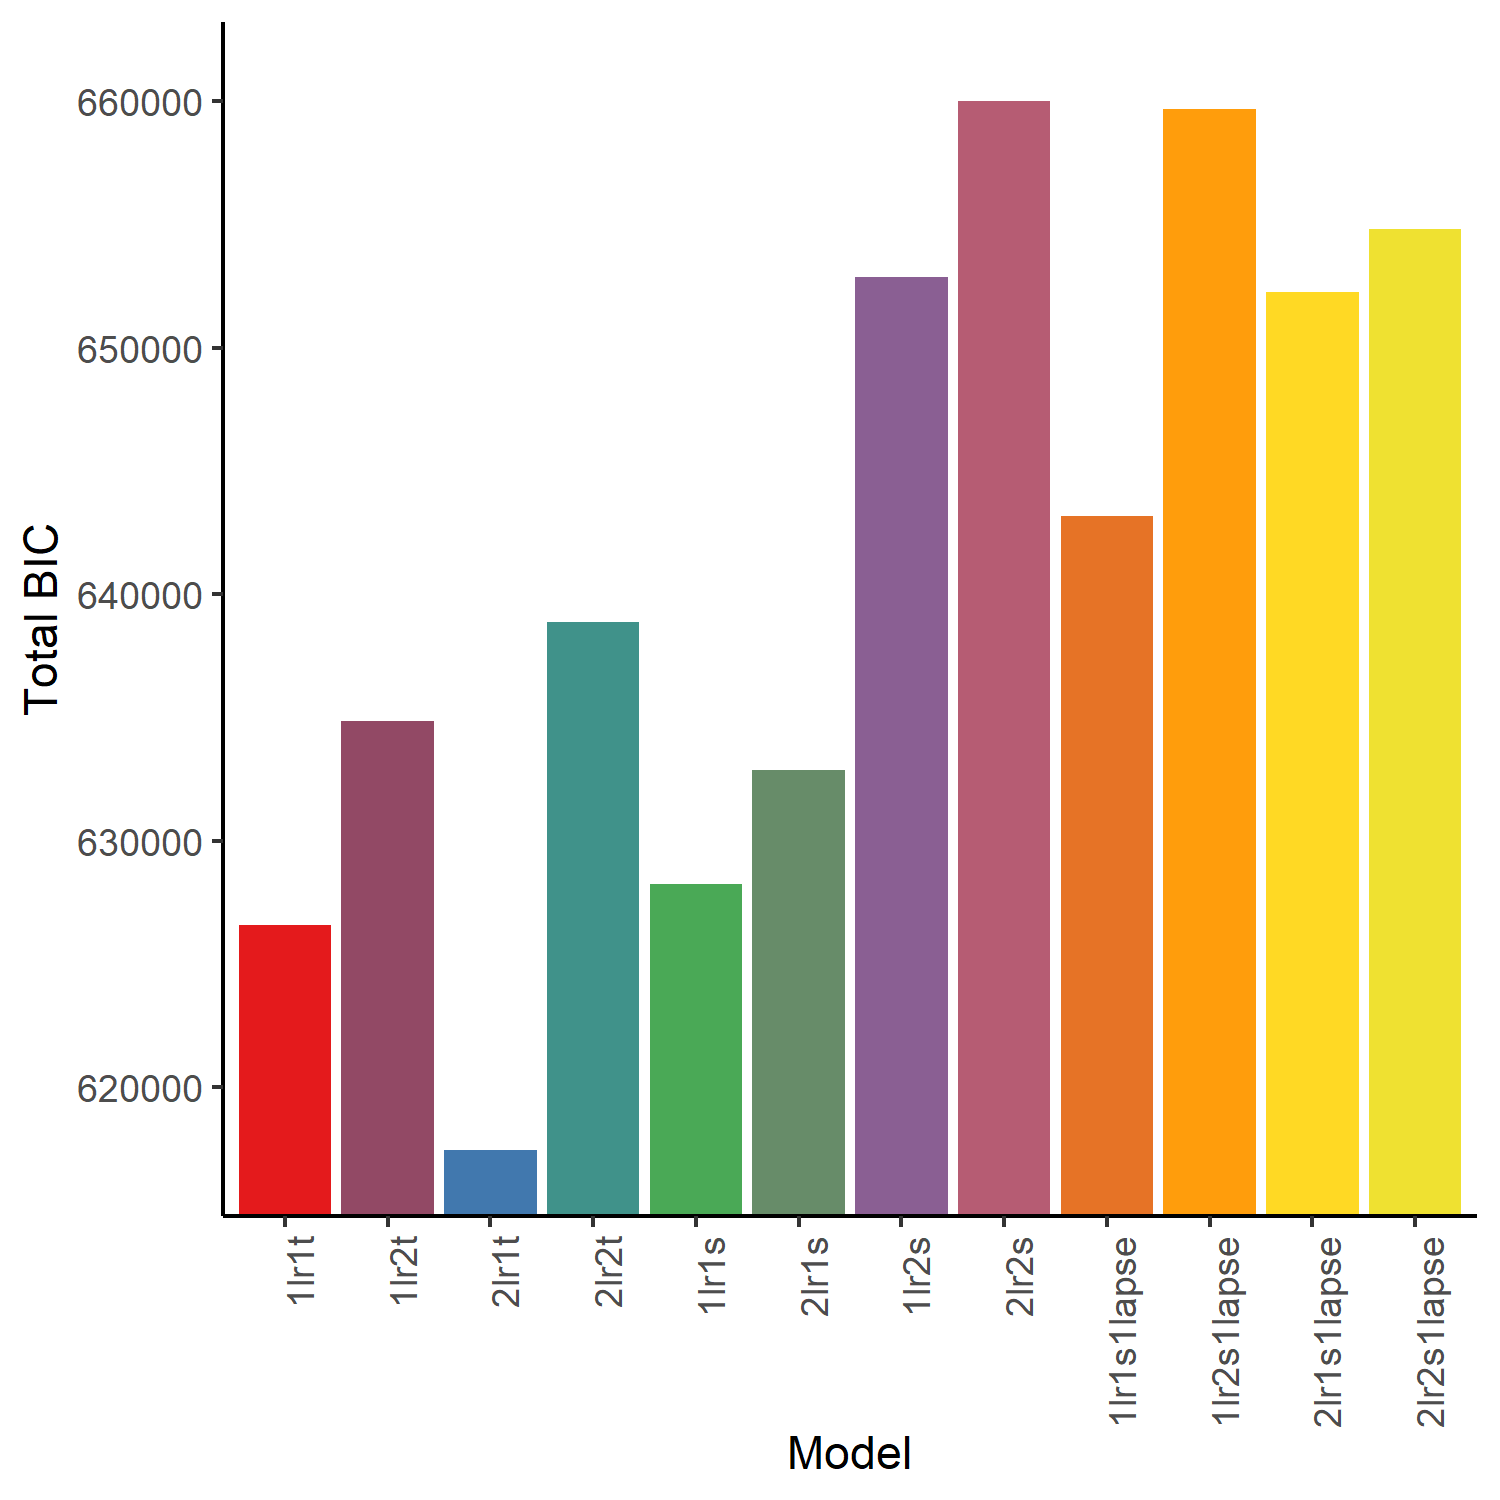 660000
650000
640000
630000
620000
Total BIC
1lr1t
1lr2t
2lr1t
2lr2t
1lr1s
2lr1s
1lr2s
2lr2s
1lr1s1lapse
1lr2s1lapse
2lr1s1lapse
2lr2s1lapse
Model